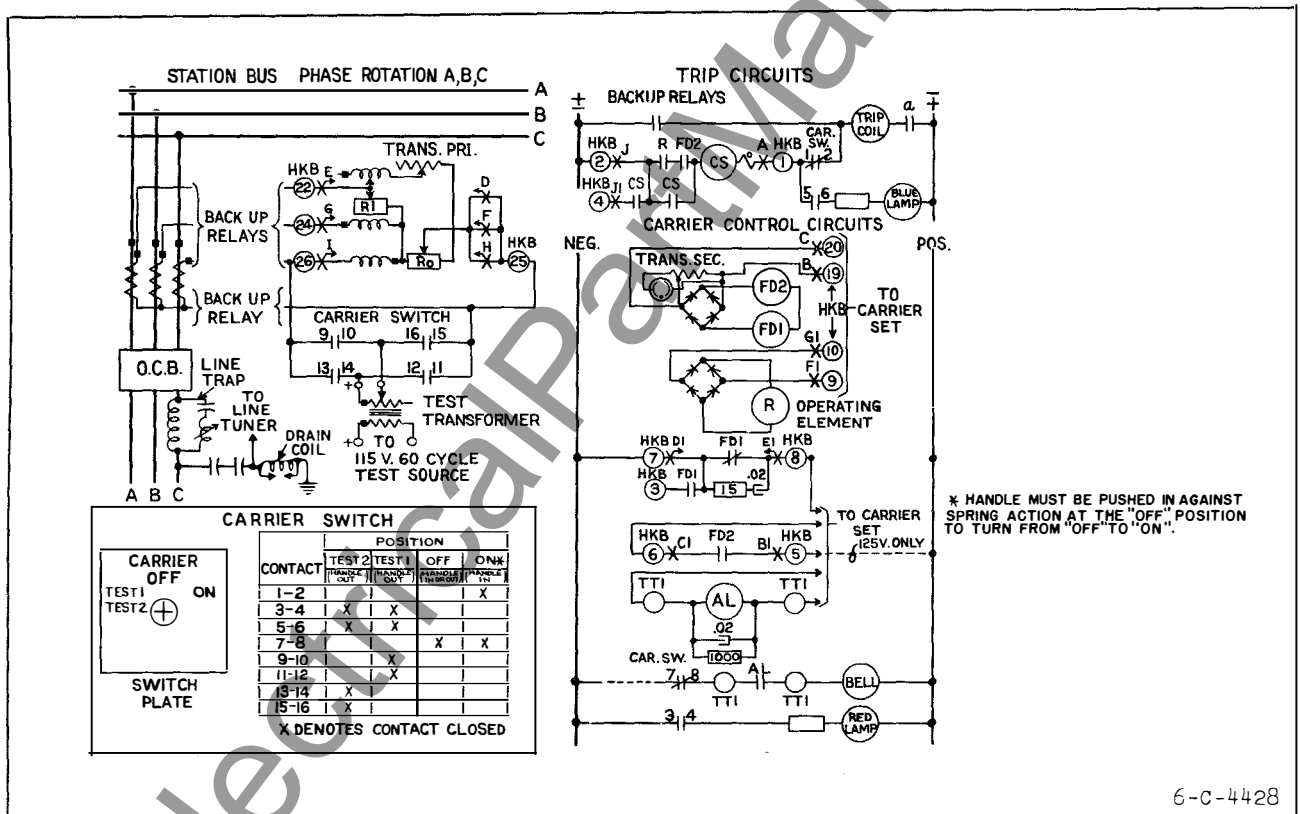 STATION BUS PHASE ROTATION A,B,C
A
B
C
TRANS. PRI.
HKB
22
E
R1
24
G
26
I
Ro
D
F
H
HKB
25
BACK UP
RELAYS
BACK UP
RELAY
CARRIER SWITCH
9 10
16 15
13 14
12 11
+
TEST
TRANSFORMER
+
TO
115 V. 60 CYCLE
TEST SOURCE
O.C.B.
LINE
TRAP
TO
LINE
TUNER
DRAIN
COIL
A B C
CARRIER SWITCH
CARRIER
OFF
TEST1
ON
TEST2
SWITCH
PLATE
POSITION
CONTACT TEST2 TEST1 OFF ON*
(HANDLE OUT) (HANDLE OUT) (HANDLE IN OR OUT) (HANDLE IN)
1-2 X
3-4 X X
5-6 X X
7-8 X X
9-10 X
11-12 X
13-14 X
15-16 X
X DENOTES CONTACT CLOSED
TRIP CIRCUITS
BACKUP RELAYS
TRIP
COIL
a
HKB
2
J
R FD2
CS
A HKB
1
CAR.
SW.
1 2
HKB
4
J1
CS
CS
5 6
BLUE
LAMP
CARRIER CONTROL CIRCUITS
NEG.
POS.
TRANS. SEC.
C
20
B
19
FD2
FD1
HKB
TO
CARRIER
SET
G1
10
F1
9
R
OPERATING
ELEMENT
HKB
7
D1
FD1
E1
HKB
8
HKB
3
FD1
15
.02
TO CARRIER
SET
125V. ONLY
HKB
6
C1
FD2
B1
HKB
5
TT1
AL
TT1
.02
1000
CAR. SW.
7 8
TT1
AL
TT1
BELL
3 4
RED
LAMP
* HANDLE MUST BE PUSHED IN AGAINST
SPRING ACTION AT THE "OFF" POSITION
TO TURN FROM "OFF" TO "ON".
6-C-4428